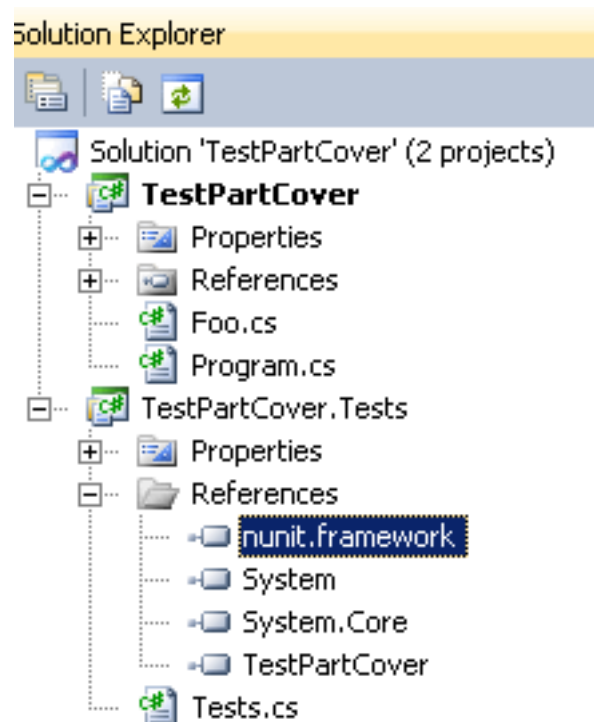 Solution Explorer
Solution 'TestPartCover' (2 projects)
TestPartCover
Properties
References
Foo.cs
Program.cs
TestPartCover.Tests
Properties
References
nunit.framework
System
System.Core
TestPartCover
Tests.cs